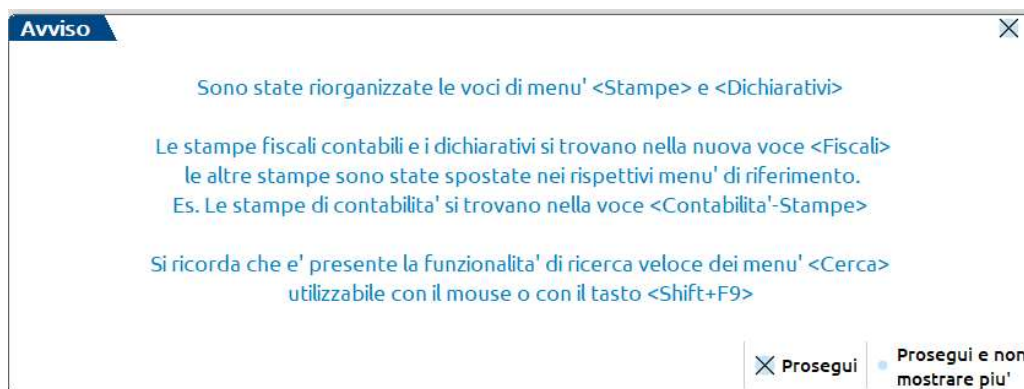 Avviso
Sono state riorganizzate le voci di menu' <Stampe> e <Dichiarativi>
Le stampe fiscali contabili e i dichiarativi si trovano nella nuova voce <Fiscali>
le altre stampe sono state spostate nei rispettivi menu' di riferimento.
Es. Le stampe di contabilita' si trovano nella voce <Contabilita'-Stampe>
Si ricorda che e' presente la funzionalita' di ricerca veloce dei menu' <Cerca>
utilizzabile con il mouse o con il tasto <Shift+F9>
Prosegui
Prosegui e non
mostrare piu'